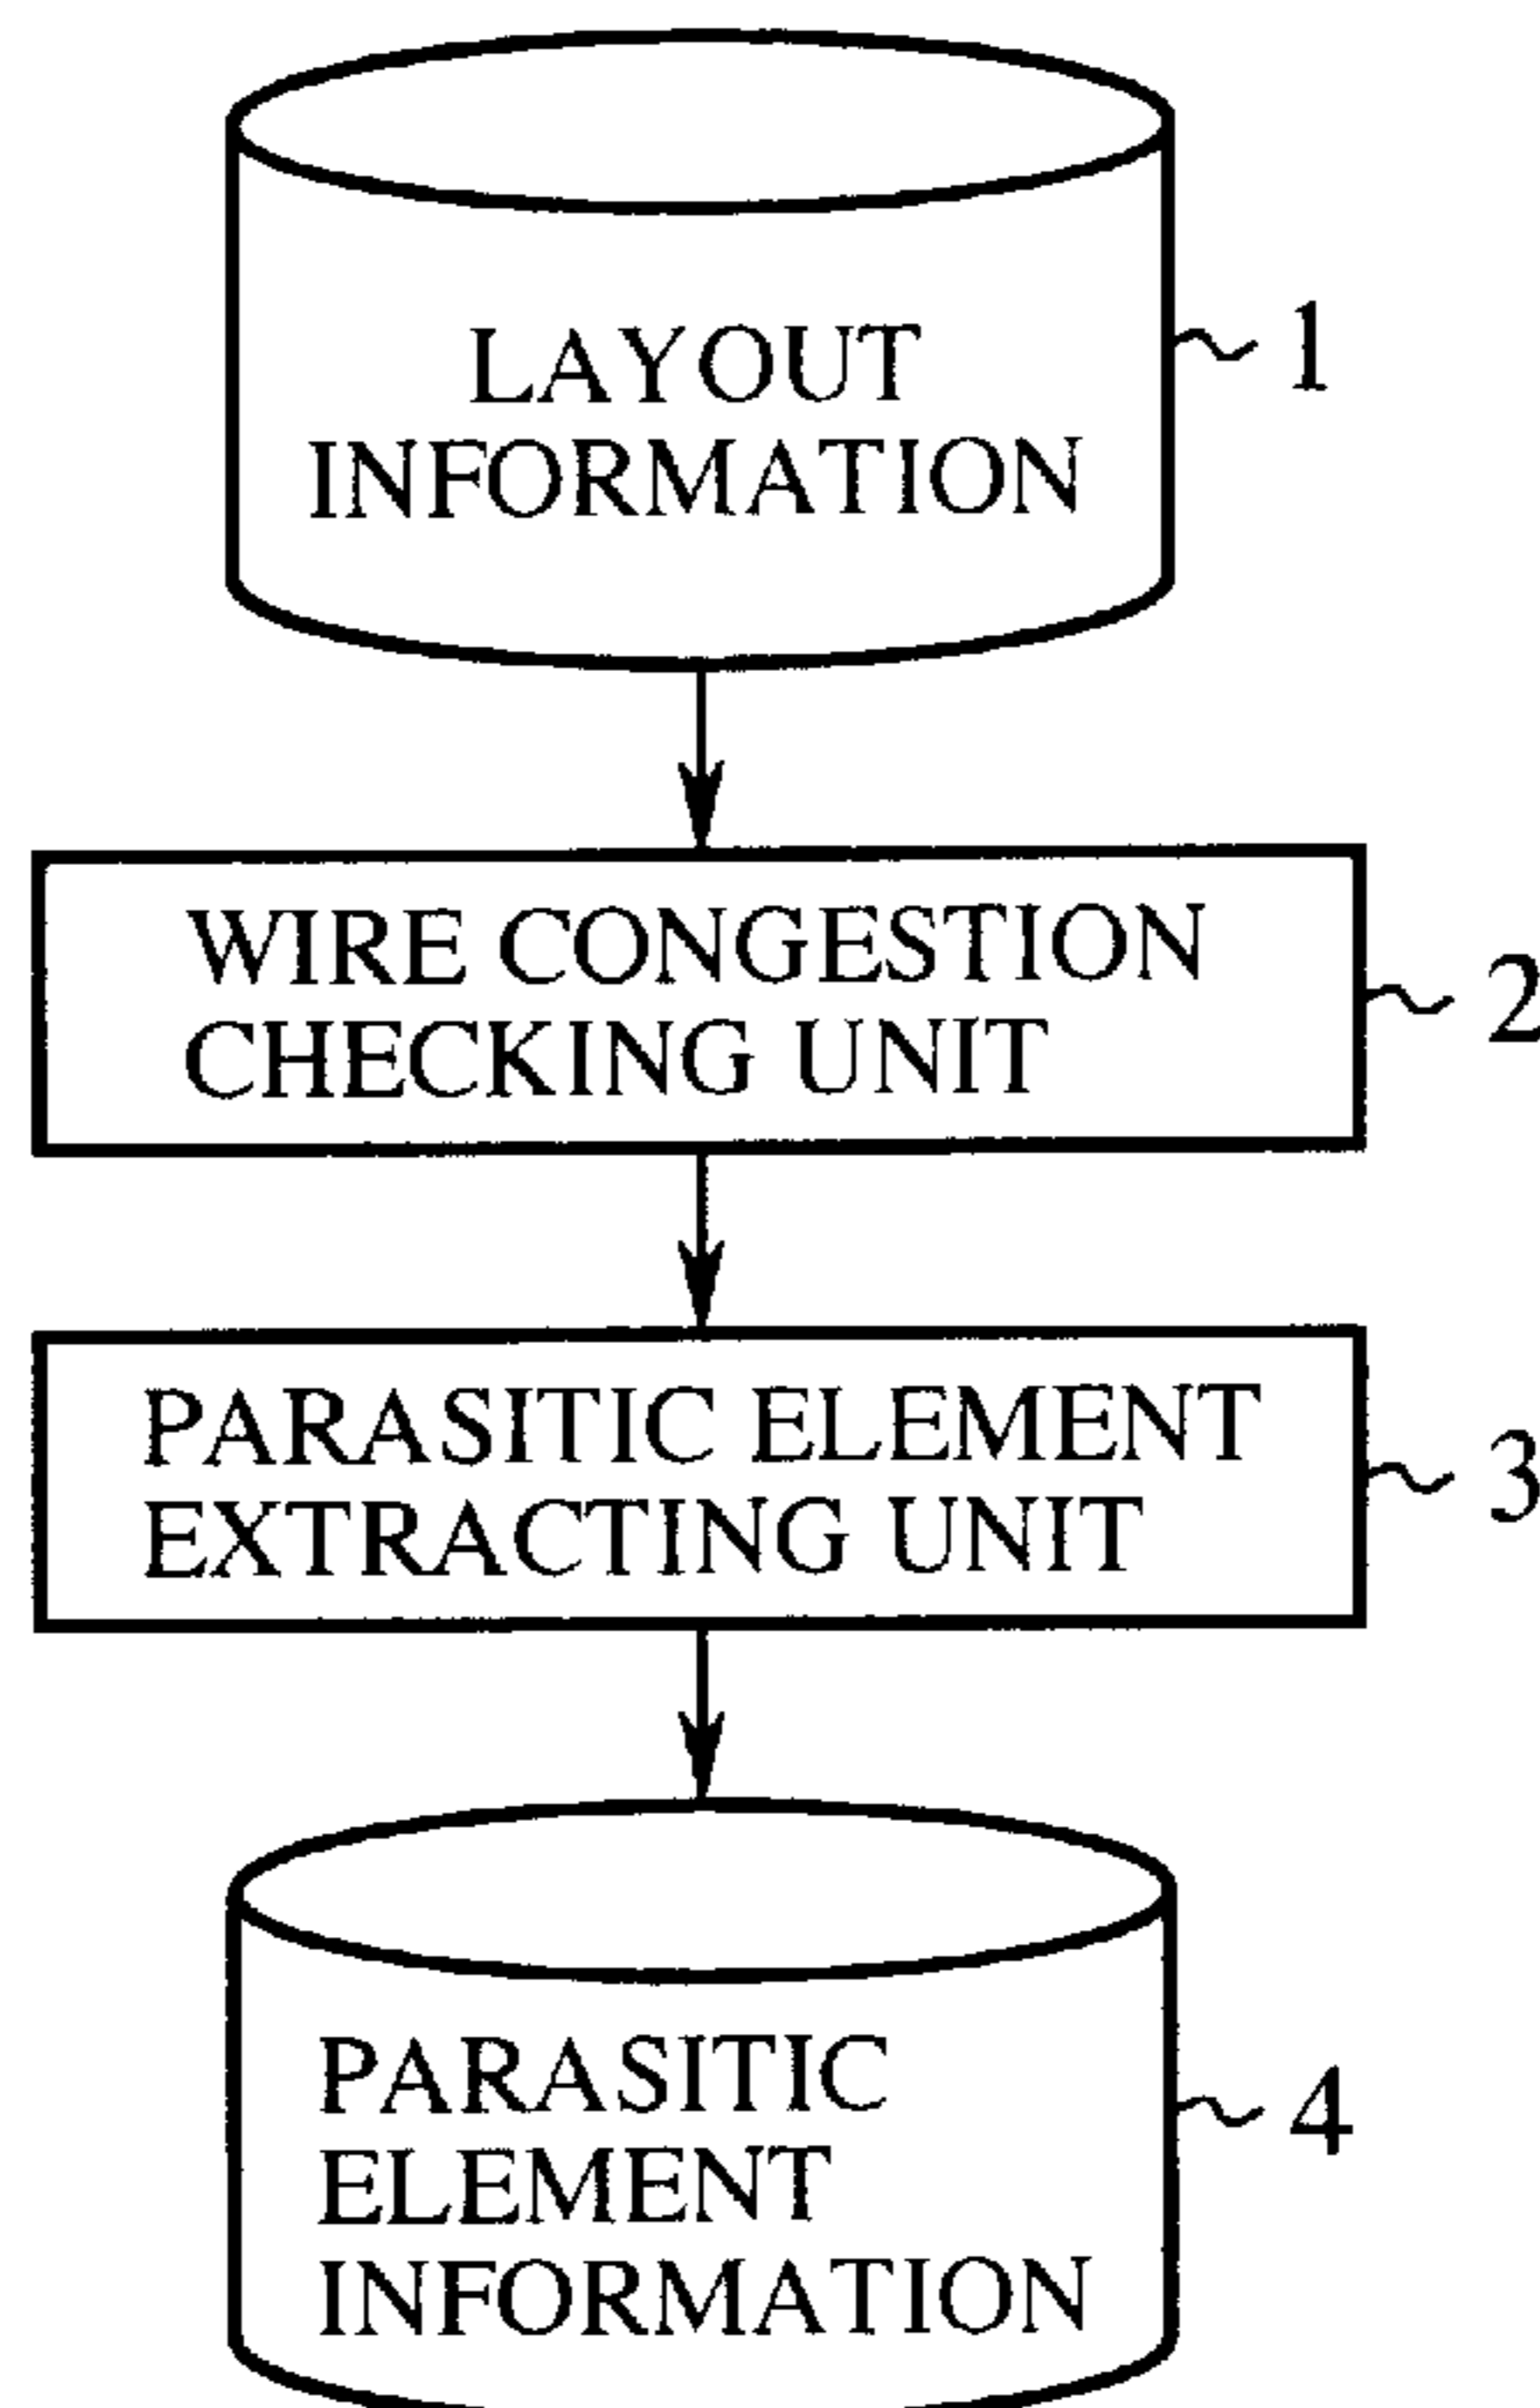 LAYOUT
INFORMATION
1
WIRE CONGESTION
CHECKING UNIT
2
PARASITIC ELEMENT
EXTRACTING UNIT
3
PARASITIC
ELEMENT
INFORMATION
4